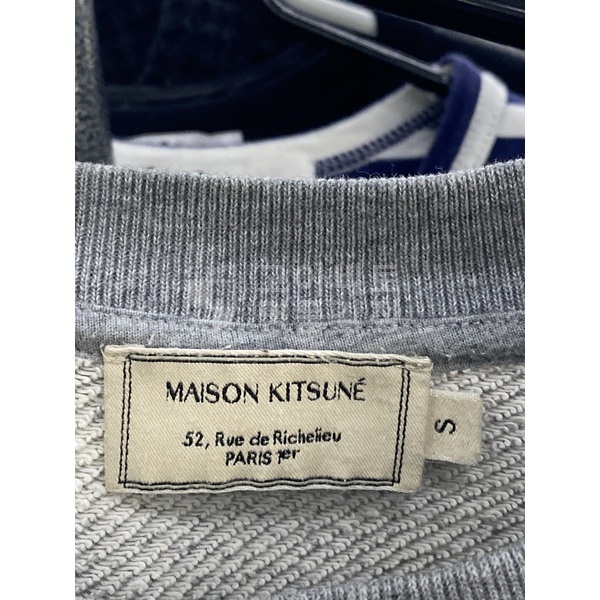 MAISON KITSUNÉ
52, Rue de Richelieu
PARIS 1er
S